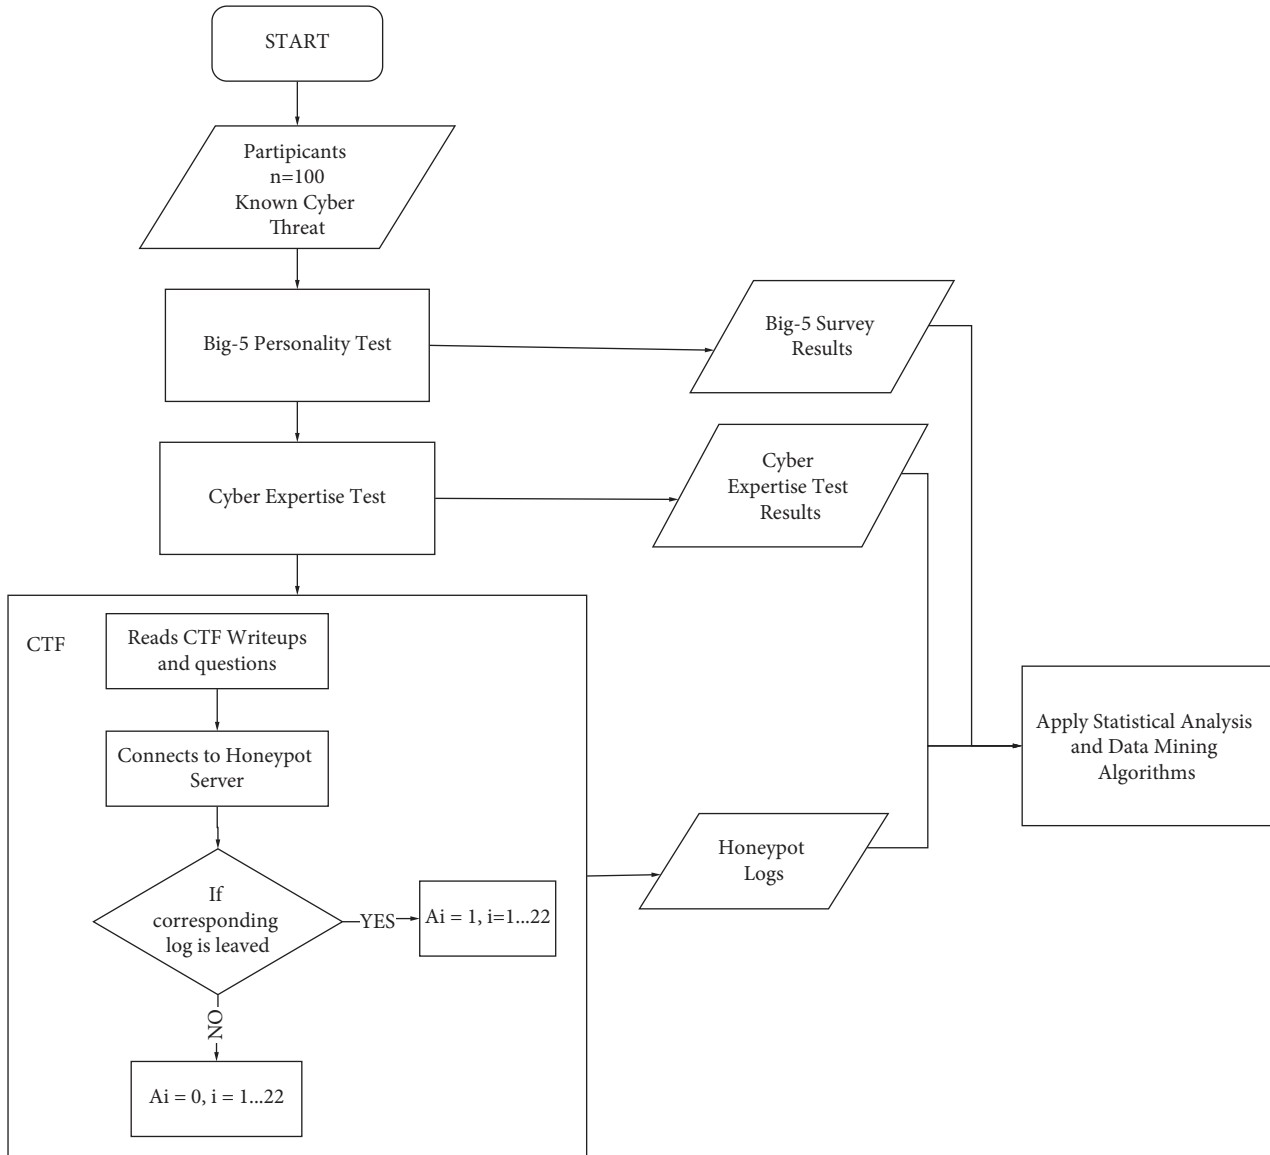 START
Partipicants
n=100
Known Cyber
Threat
Big-5 Personality Test
Big-5 Survey
Results
Cyber Expertise Test
Cyber
Expertise Test
Results
CTF
Reads CTF Writeups
and questions
Connects to Honeypot
Server
If
corresponding
log is leaved
YES
Ai = 1, i=1...22
NO
Ai = 0, i = 1...22
Honeypot
Logs
Apply Statistical Analysis
and Data Mining
Algorithms